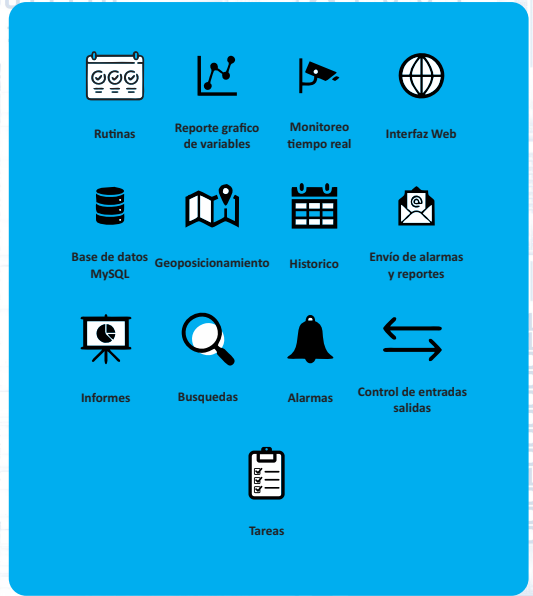 Rutinas
Reporte grafico
de variables
Monitoreo
tiempo real
Interfaz Web
Base de datos
MySQL
Geoposicionamiento
Historico
@
Envío de alarmas
y reportes
Informes
Busquedas
Alarmas
Control de entradas
salidas
Tareas